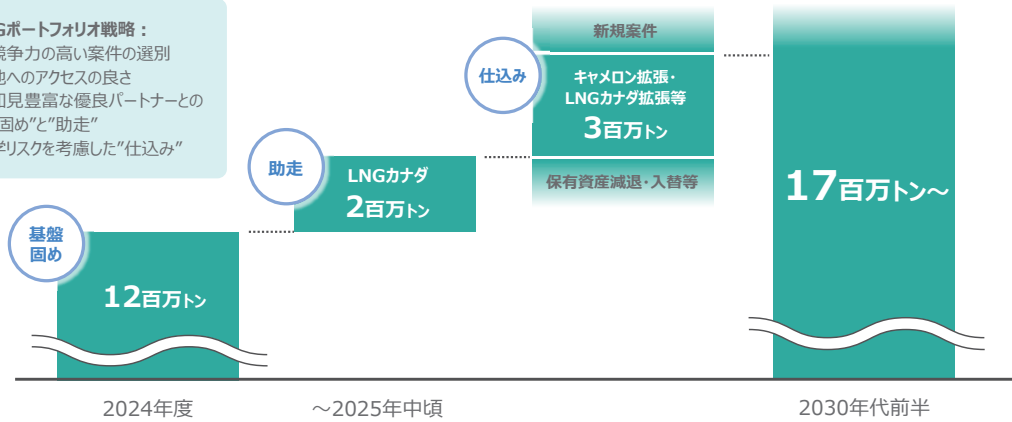 Gポートフォリオ戦略：
競争力の高い案件の選別
地へのアクセスの良さ
知見豊富な優良パートナーとの
固め”と”助走”
学リスクを考慮した”仕込み”
基盤
固め
12百万トン
助走
LNGカナダ
2百万トン
仕込み
新規案件
キャメロン拡張・
LNGカナダ拡張等
3百万トン
保有資産減退・入替等
17百万トン～
2024年度
～2025年中頃
2030年代前半